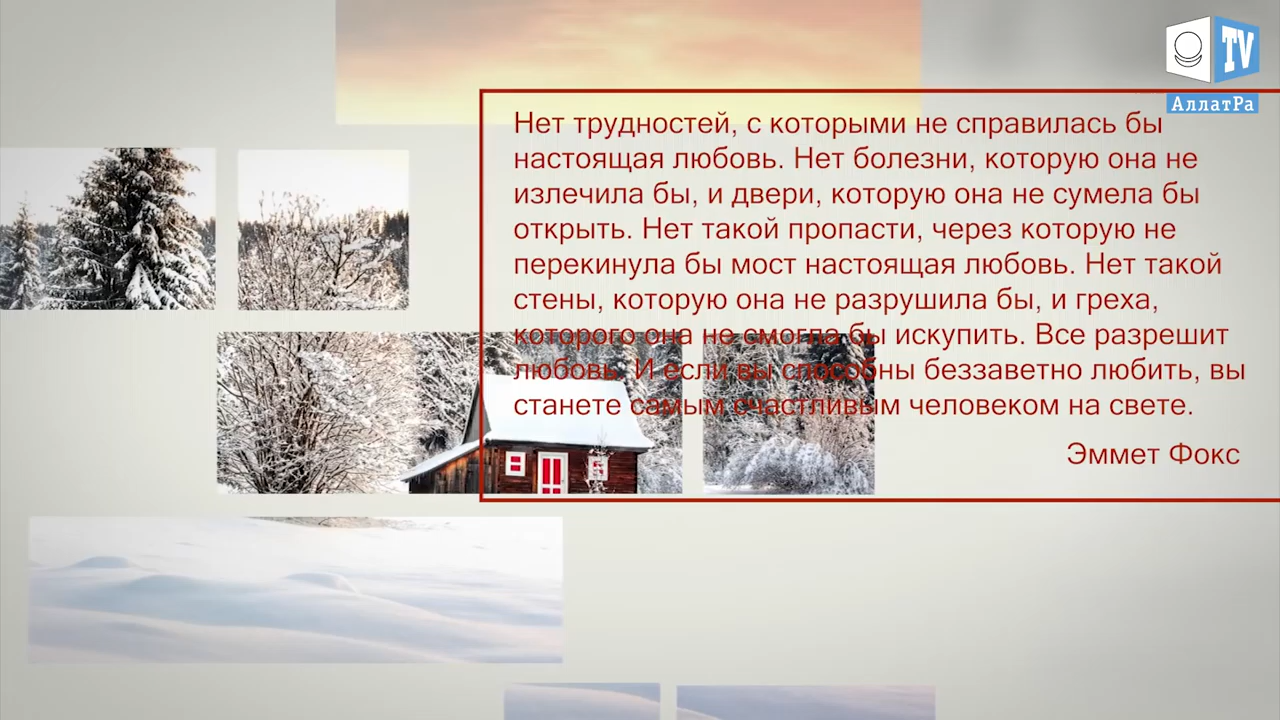 TV
АллатРа
Нет трудностей, с которыми не справилась бы
настоящая любовь. Нет болезни, которую она не
излечила бы, и двери, которую она не сумела бы
открыть. Нет такой пропасти, через которую не
перекинула бы мост настоящая любовь. Нет такой
стены, которую она не разрушила бы, и греха,
которого она не смогла бы искупить. Все разрешит
любовь. И если вы способны беззаветно любить, вы
станете самым счастливым человеком на свете.
Эммет Фокс